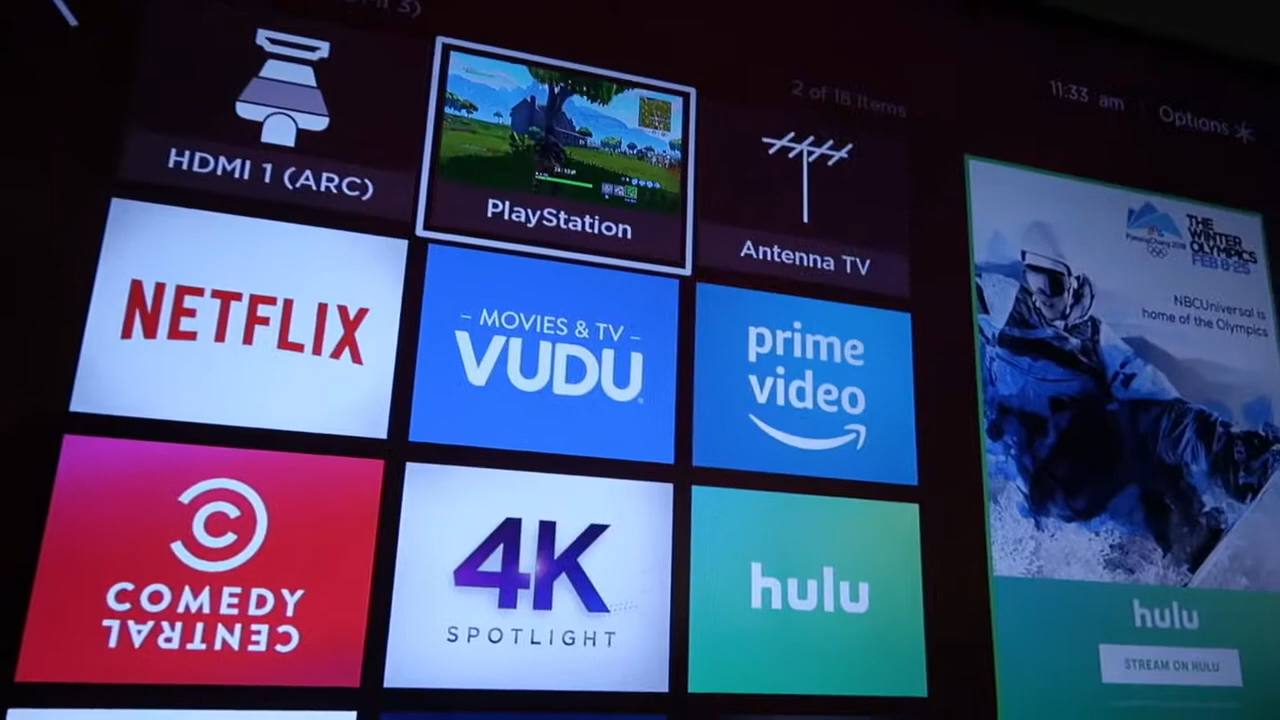 2 of 18 Items
11:33 am
Options
HDMI 1 (ARC)
PlayStation
Antenna TV
NETFLIX
- MOVIES & TV -
VUDU
prime
video
COMEDY
CENTRAL
4K
SPOTLIGHT
hulu
PyeongChang 2018
THE
WINTER
OLYMPICS
FEB 8-25
NBCUniversal is
home of the Olympics
hulu
STREAM ON HULU